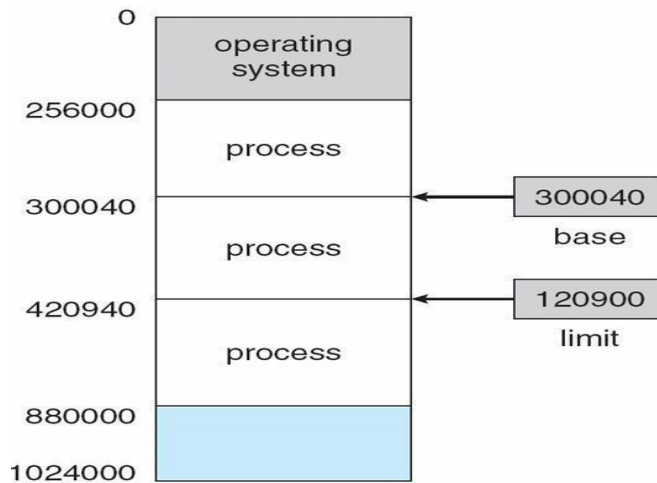 0
operating
system
256000
process
300040
300040
base
process
420940
120900
limit
process
880000
1024000